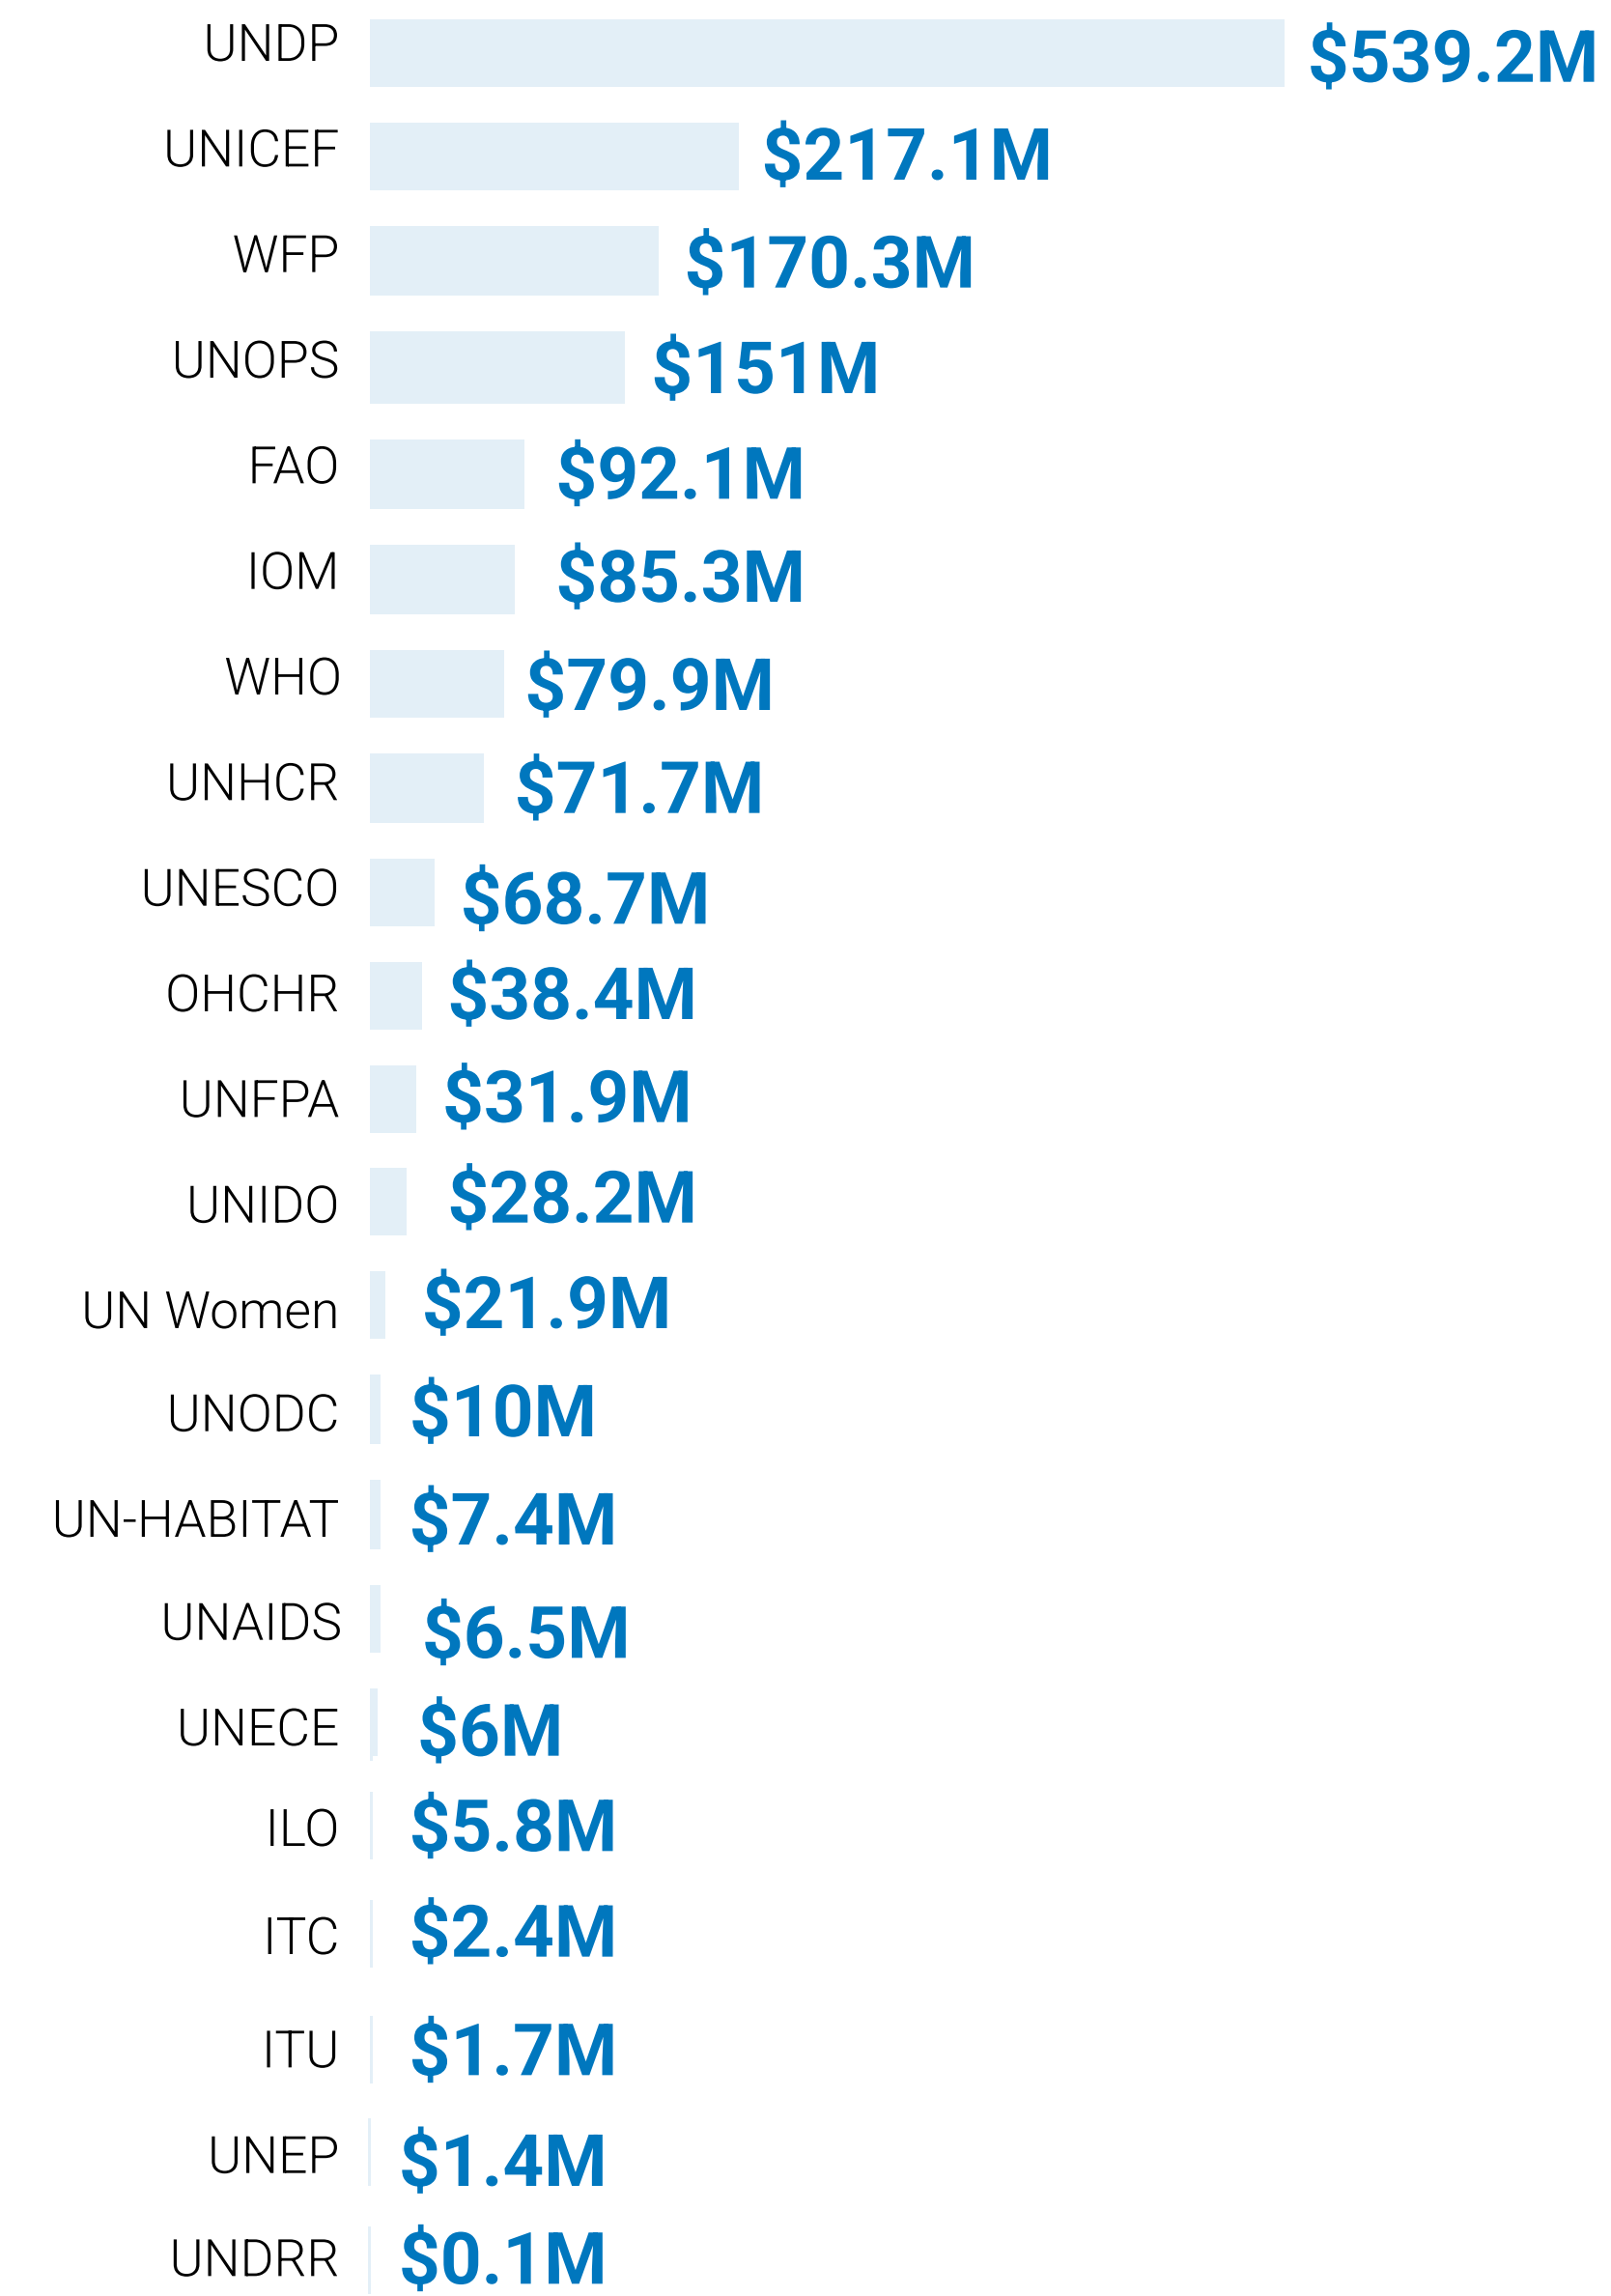 UNDP $539.2M
UNICEF $217.1M
WFP $170.3M
UNOPS $151M
FAO $92.1M
IOM $85.3M
WHO $79.9M
UNHCR $71.7M
UNESCO $68.7M
OHCHR $38.4M
UNFPA $31.9M
UNIDO $28.2M
UN Women $21.9M
UNODC $10M
UN-HABITAT $7.4M
UNAIDS $6.5M
UNECE $6M
ILO $5.8M
ITC $2.4M
ITU $1.7M
UNEP $1.4M
UNDRR $0.1M